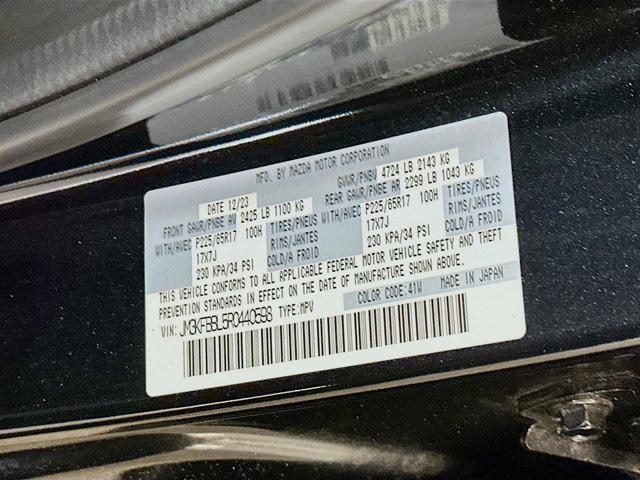 MFD. BY MAZDA MOTOR CORPORATION
DATE 12/23 GVWR/PNBV 4724 LB 2143 KG
FRONT GAWR/PNBE AV 2425 LB 1100 KG REAR GAWR/PNBE AR 2299 LB 1043 KG
WITH/AVEC P225/65R17 100H TIRES/PNEUS WITH/AVEC P225/65R17 100H TIRES/PNEUS
17X7J RIMS/JANTES 17X7J RIMS/JANTES
230 KPA/34 PSI COLD/A FROID 230 KPA/34 PSI COLD/A FROID
THIS VEHICLE CONFORMS TO ALL APPLICABLE FEDERAL MOTOR VEHICLE SAFETY AND THEFT
PREVENTION STANDARDS IN EFFECT ON THE DATE OF MANUFACTURE SHOWN ABOVE.
COLOR CODE:41W MADE IN JAPAN
VIN: JM3KFBBL5R0440598 TYPE:MPV